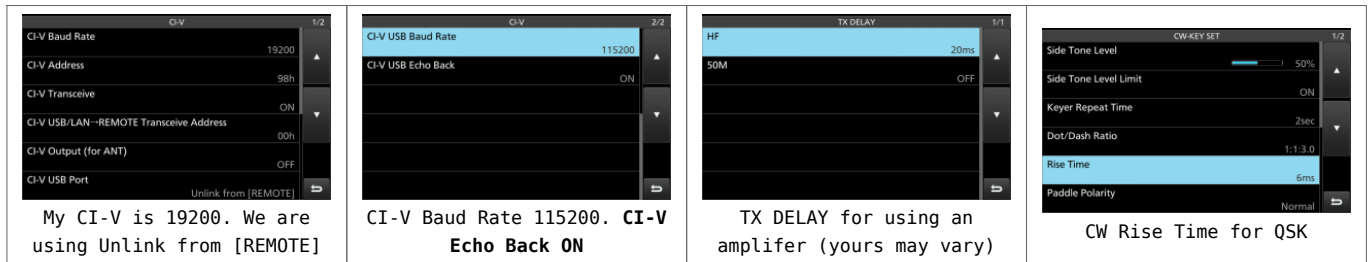 CI-V 1/2
CI-V Baud Rate
19200
CI-V Address
98h
CI-V Transceive
ON
CI-V USB/LAN→REMOTE Transceive Address
00h
CI-V Output (for ANT)
OFF
CI-V USB Port
Unlink from [REMOTE]
My CI-V is 19200. We are
using Unlink from [REMOTE]
CI-V 2/2
CI-V USB Baud Rate
115200
CI-V USB Echo Back
ON
CI-V Baud Rate 115200. CI-V
Echo Back ON
TX DELAY 1/1
HF
20ms
50M
OFF
TX DELAY for using an
amplifer (yours may vary)
CW-KEY SET 1/2
Side Tone Level
50%
Side Tone Level Limit
ON
Keyer Repeat Time
2sec
Dot/Dash Ratio
1:1:3.0
Rise Time
6ms
Paddle Polarity
Normal
CW Rise Time for QSK